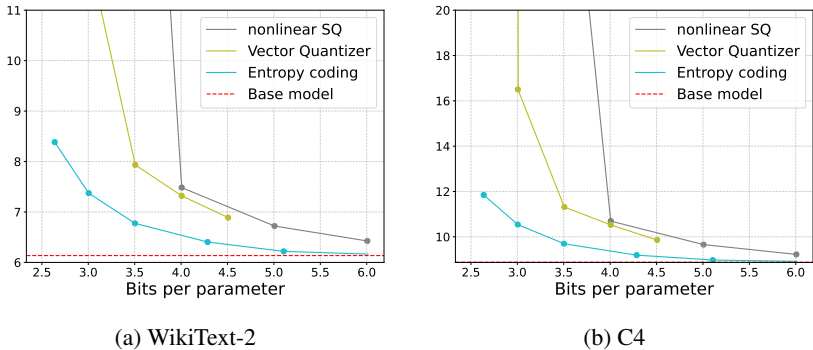 11
10
9
8
7
6
2.5 3.0 3.5 4.0 4.5 5.0 5.5 6.0
Bits per parameter
nonlinear SQ
Vector Quantizer
Entropy coding
Base model
(a) WikiText-2
20
18
16
14
12
10
2.5 3.0 3.5 4.0 4.5 5.0 5.5 6.0
Bits per parameter
nonlinear SQ
Vector Quantizer
Entropy coding
Base model
(b) C4